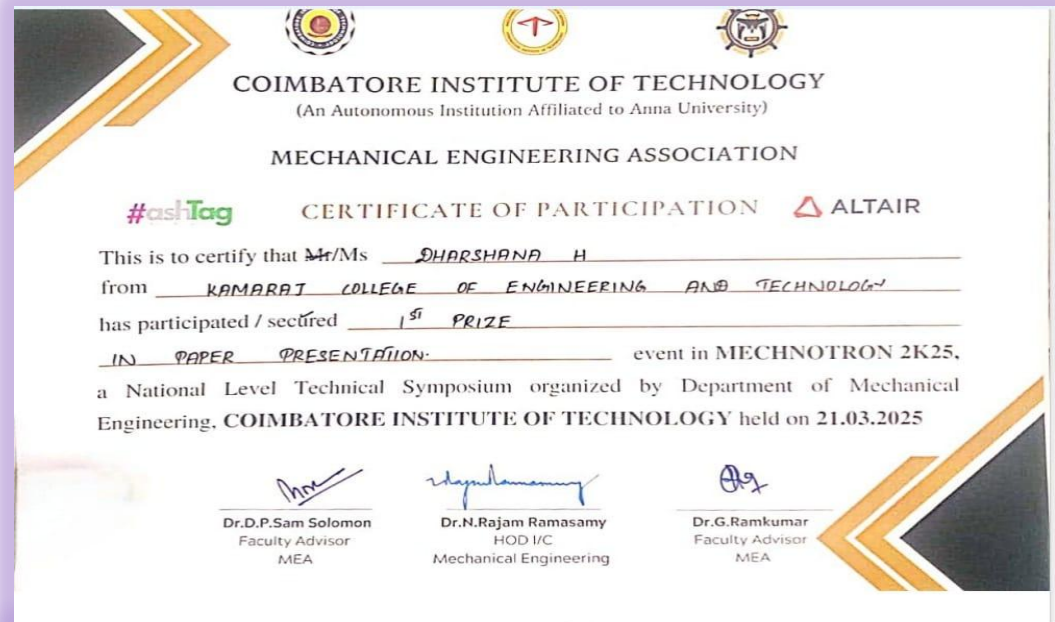 COIMBATORE INSTITUTE OF TECHNOLOGY
(An Autonomous Institution Affiliated to Anna University)
MECHANICAL ENGINEERING ASSOCIATION
#ashTag CERTIFICATE OF PARTICIPATION ALTAIR
This is to certify that Mr/Ms DHARSHANA H
from KAMARAJ COLLEGE OF ENGINEERING AND TECHNOLOGY
has participated / secured 1st PRIZE
IN PAPER PRESENTATION. event in MECHNOTRON 2K25,
a National Level Technical Symposium organized by Department of Mechanical
Engineering, COIMBATORE INSTITUTE OF TECHNOLOGY held on 21.03.2025
Dr.D.P.Sam Solomon Dr.N.Rajam Ramasamy Dr.G.Ramkumar
Faculty Advisor HOD I/C Faculty Advisor
MEA Mechanical Engineering MEA